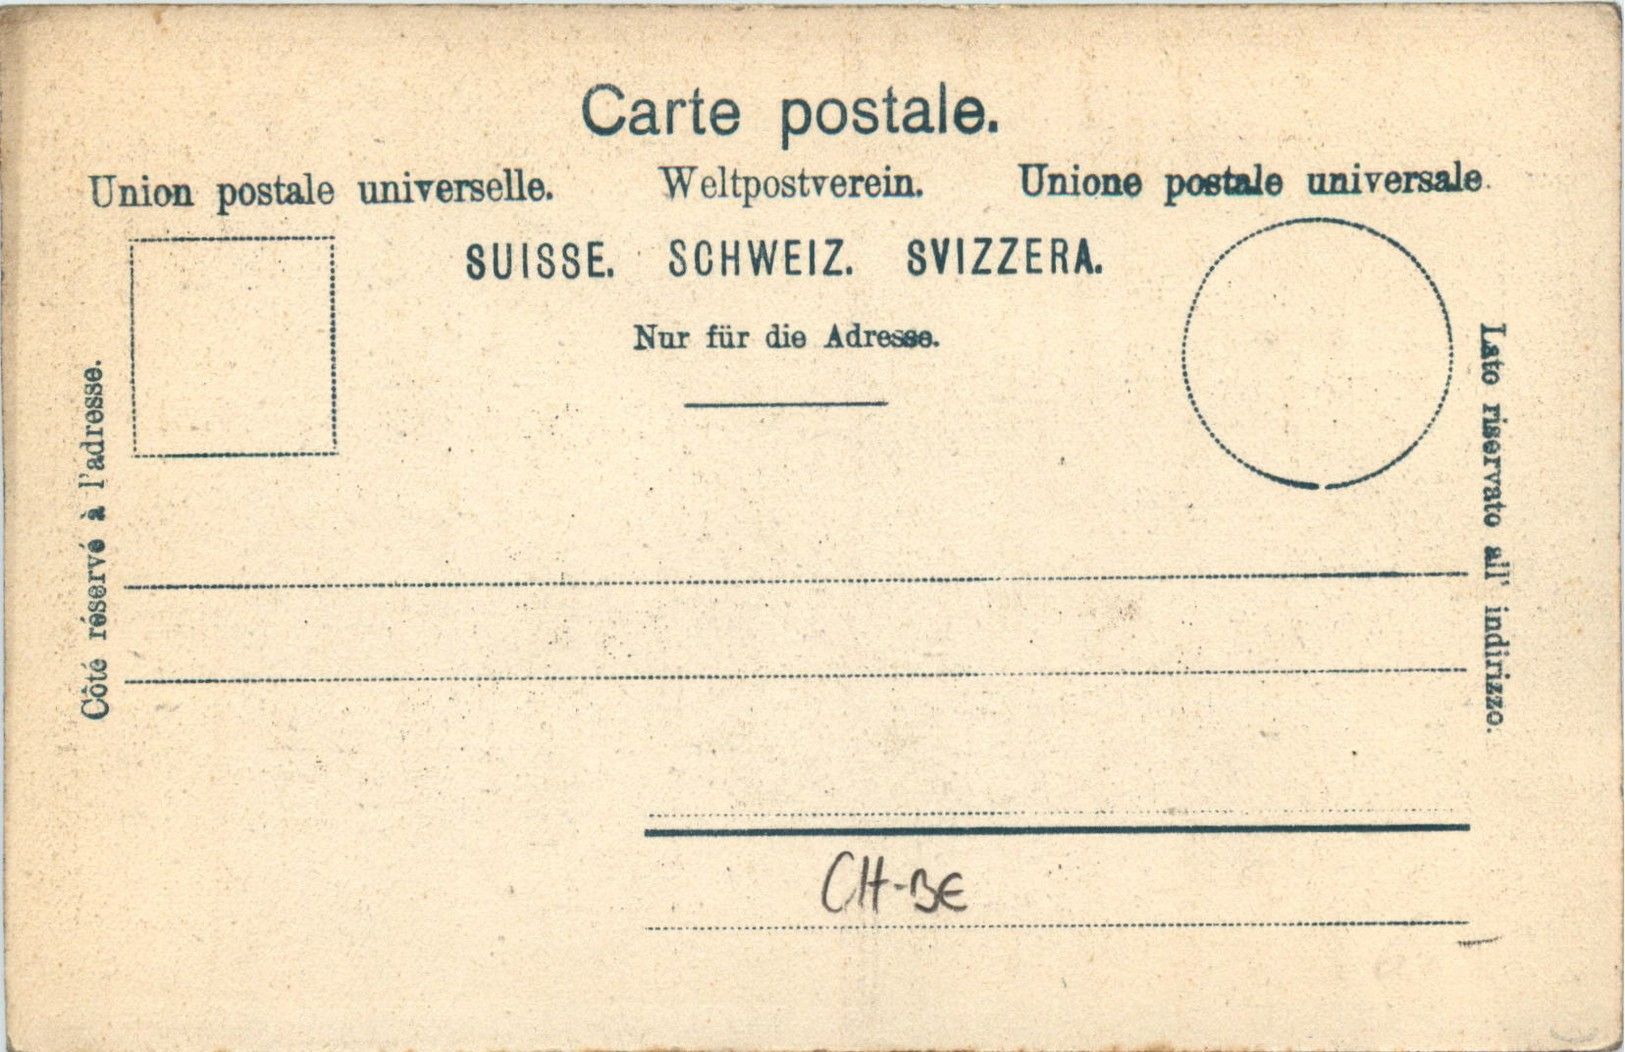 Carte postale.
Union postale universelle. Weltpostverein. Unione postale universale.
SUISSE. SCHWEIZ. SVIZZERA.
Nur für die Adresse.
Côté réservé à l'adresse.
Lato riservato all' indirizzo.
CH-BE